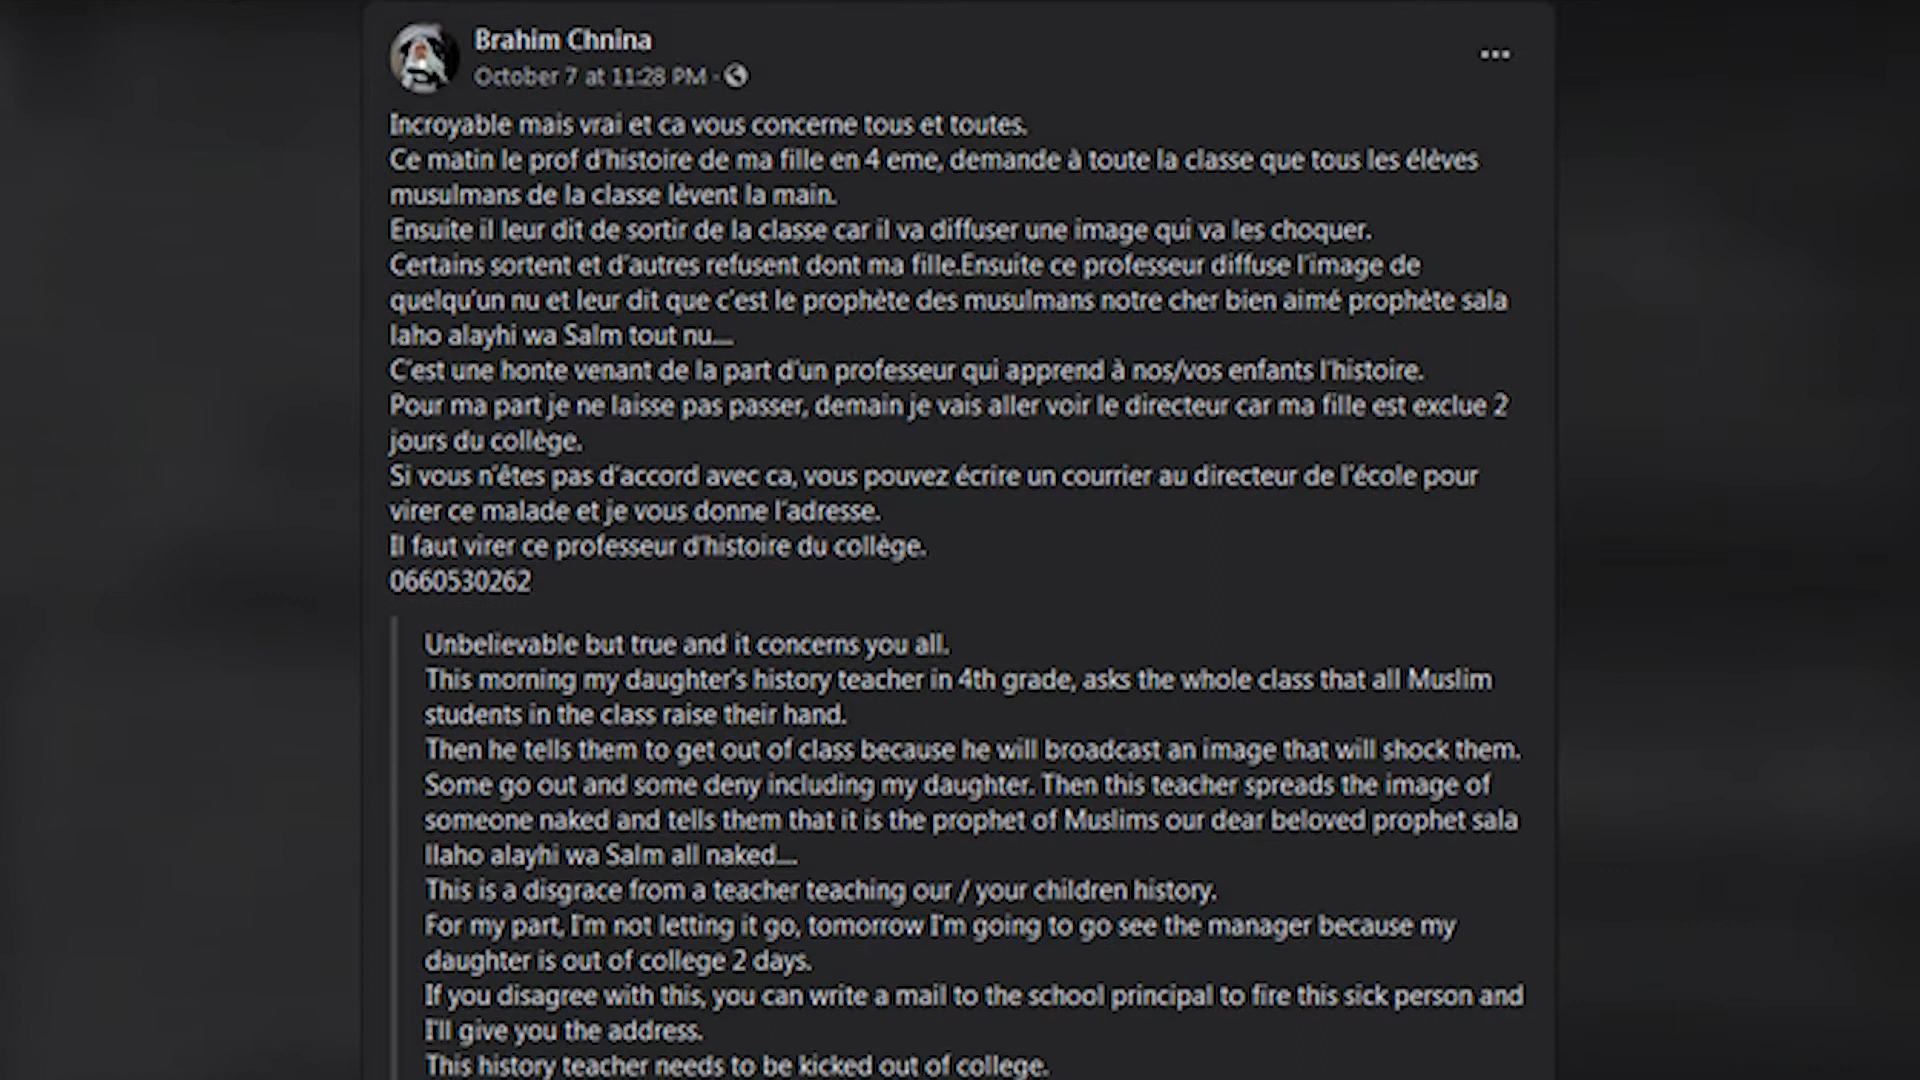 Brahim Chnina
October 7 at 11:28 PM ·
Incroyable mais vrai et ca vous concerne tous et toutes.
Ce matin le prof d'histoire de ma fille en 4 eme, demande à toute la classe que tous les élèves
musulmans de la classe lèvent la main.
Ensuite il leur dit de sortir de la classe car il va diffuser une image qui va les choquer.
Certains sortent et d'autres refusent dont ma fille.Ensuite ce professeur diffuse l'image de
quelqu'un nu et leur dit que c'est le prophète des musulmans notre cher bien aimé prophète sala
laho alayhi wa Salm tout nu....
C'est une honte venant de la part d'un professeur qui apprend à nos/vos enfants l'histoire.
Pour ma part je ne laisse pas passer, demain je vais aller voir le directeur car ma fille est exclue 2
jours du collège.
Si vous n'êtes pas d'accord avec ca, vous pouvez écrire un courrier au directeur de l'école pour
virer ce malade et je vous donne l'adresse.
Il faut virer ce professeur d'histoire du collège.
0660530262
Unbelievable but true and it concerns you all.
This morning my daughter's history teacher in 4th grade, asks the whole class that all Muslim
students in the class raise their hand.
Then he tells them to get out of class because he will broadcast an image that will shock them.
Some go out and some deny including my daughter. Then this teacher spreads the image of
someone naked and tells them that it is the prophet of Muslims our dear beloved prophet sala
llaho alayhi wa Salm all naked....
This is a disgrace from a teacher teaching our / your children history.
For my part, I'm not letting it go, tomorrow I'm going to go see the manager because my
daughter is out of college 2 days.
If you disagree with this, you can write a mail to the school principal to fire this sick person and
I'll give you the address.
This history teacher needs to be kicked out of college.